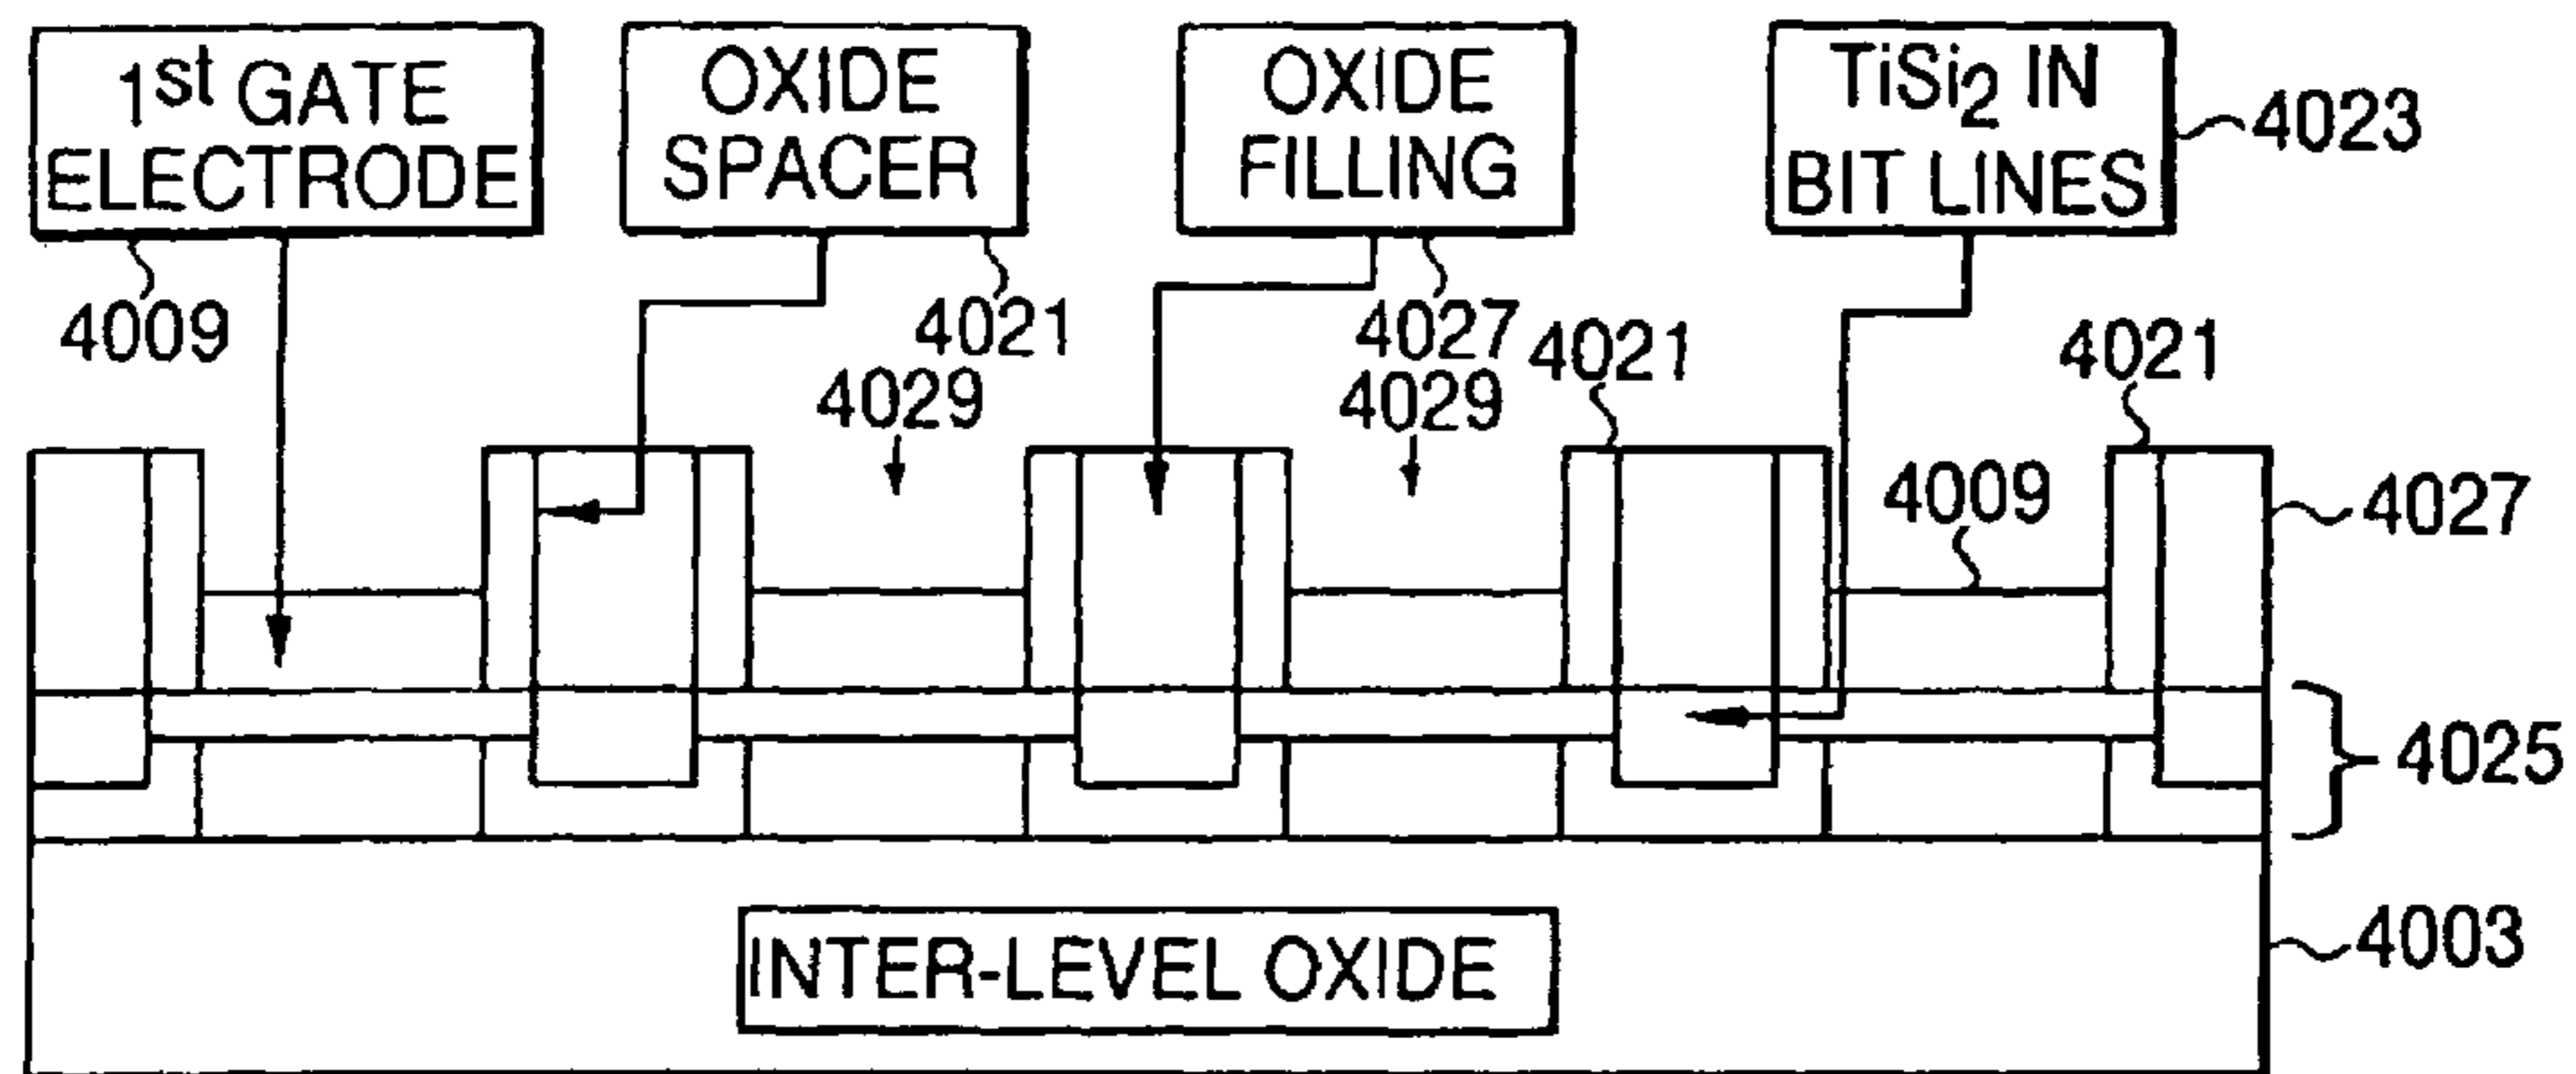 1st GATE
ELECTRODE
OXIDE
SPACER
OXIDE
FILLING
TiSi2 IN
BIT LINES
4023
4009
4021
4027
4029
4029
4021
4021
4009
4027
4025
INTER-LEVEL OXIDE
4003